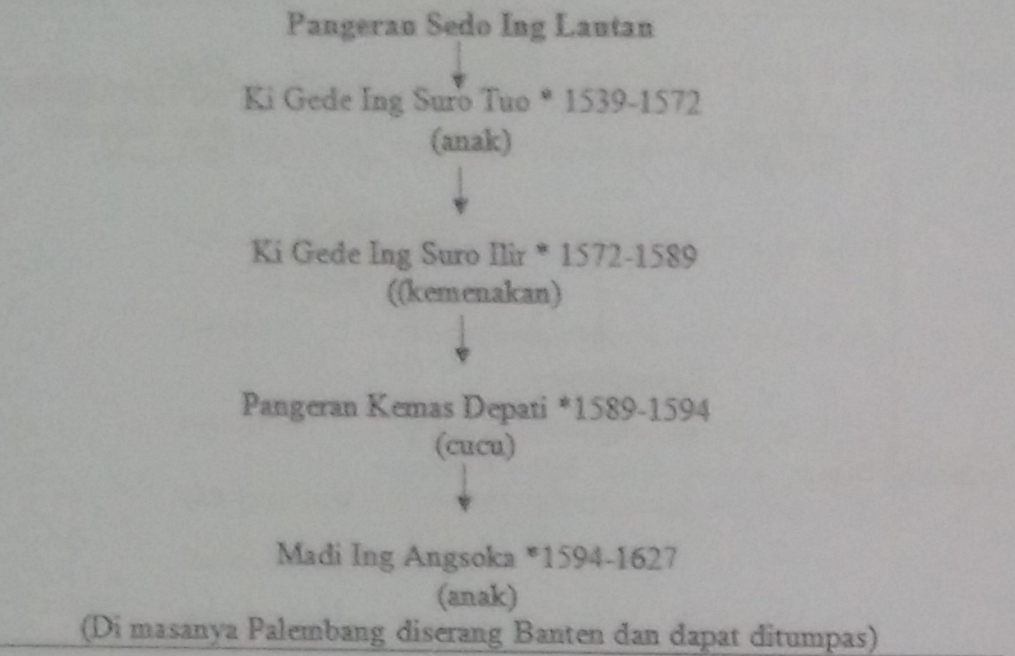 Pangeran Sedo Ing Lautan
Ki Gede Ing Suro Tuo * 1539-1572
(anak)
Ki Gede Ing Suro Ilir * 1572-1589
((kemenakan)
Pangeran Kemas Depati *1589-1594
(cucu)
Madi Ing Angsoka *1594-1627
(anak)
(Di masanya Palembang diserang Banten dan dapat ditumpas)